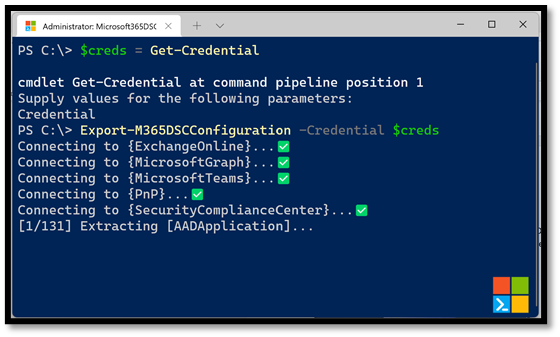 Administrator: Microsoft365DSC
PS C:\> $creds = Get-Credential
cmdlet Get-Credential at command pipeline position 1
Supply values for the following parameters:
Credential
PS C:\> Export-M365DSCConfiguration -Credential $creds
Connecting to {ExchangeOnline}...✅
Connecting to {MicrosoftGraph}...✅
Connecting to {MicrosoftTeams}...✅
Connecting to {PnP}...✅
Connecting to {SecurityComplianceCenter}...✅
[1/131] Extracting [AADApplication]...